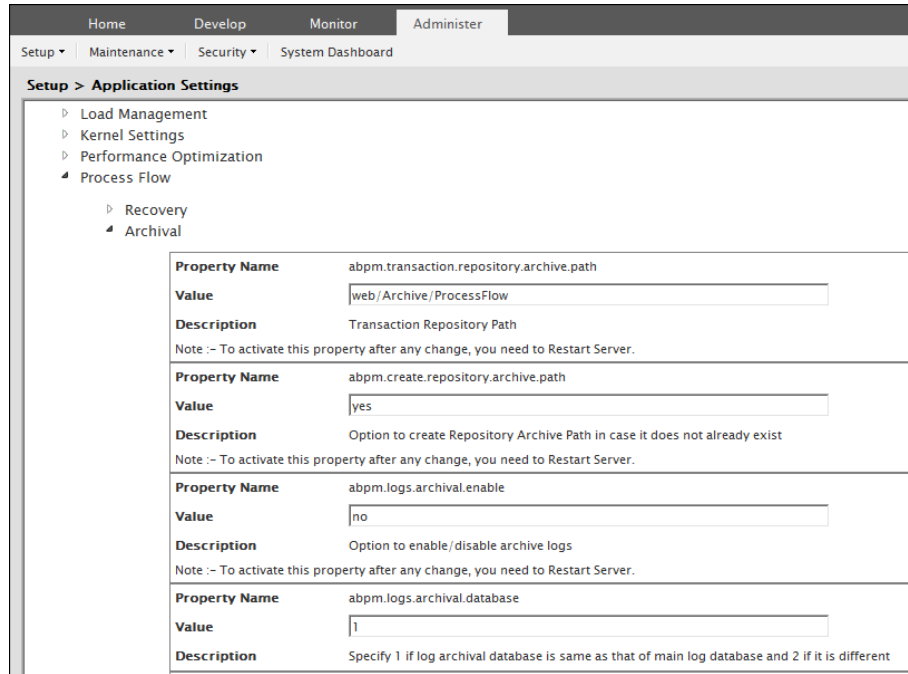 Home Develop Monitor Administer
Setup Maintenance Security System Dashboard
Setup > Application Settings
Load Management
Kernel Settings
Performance Optimization
Process Flow
Recovery
Archival
Property Name abpm.transaction.repository.archive.path
Value web/Archive/ProcessFlow
Description Transaction Repository Path
Note :- To activate this property after any change, you need to Restart Server.
Property Name abpm.create.repository.archive.path
Value yes
Description Option to create Repository Archive Path in case it does not already exist
Note :- To activate this property after any change, you need to Restart Server.
Property Name abpm.logs.archival.enable
Value no
Description Option to enable/disable archive logs
Note :- To activate this property after any change, you need to Restart Server.
Property Name abpm.logs.archival.database
Value 1
Description Specify 1 if log archival database is same as that of main log database and 2 if it is different